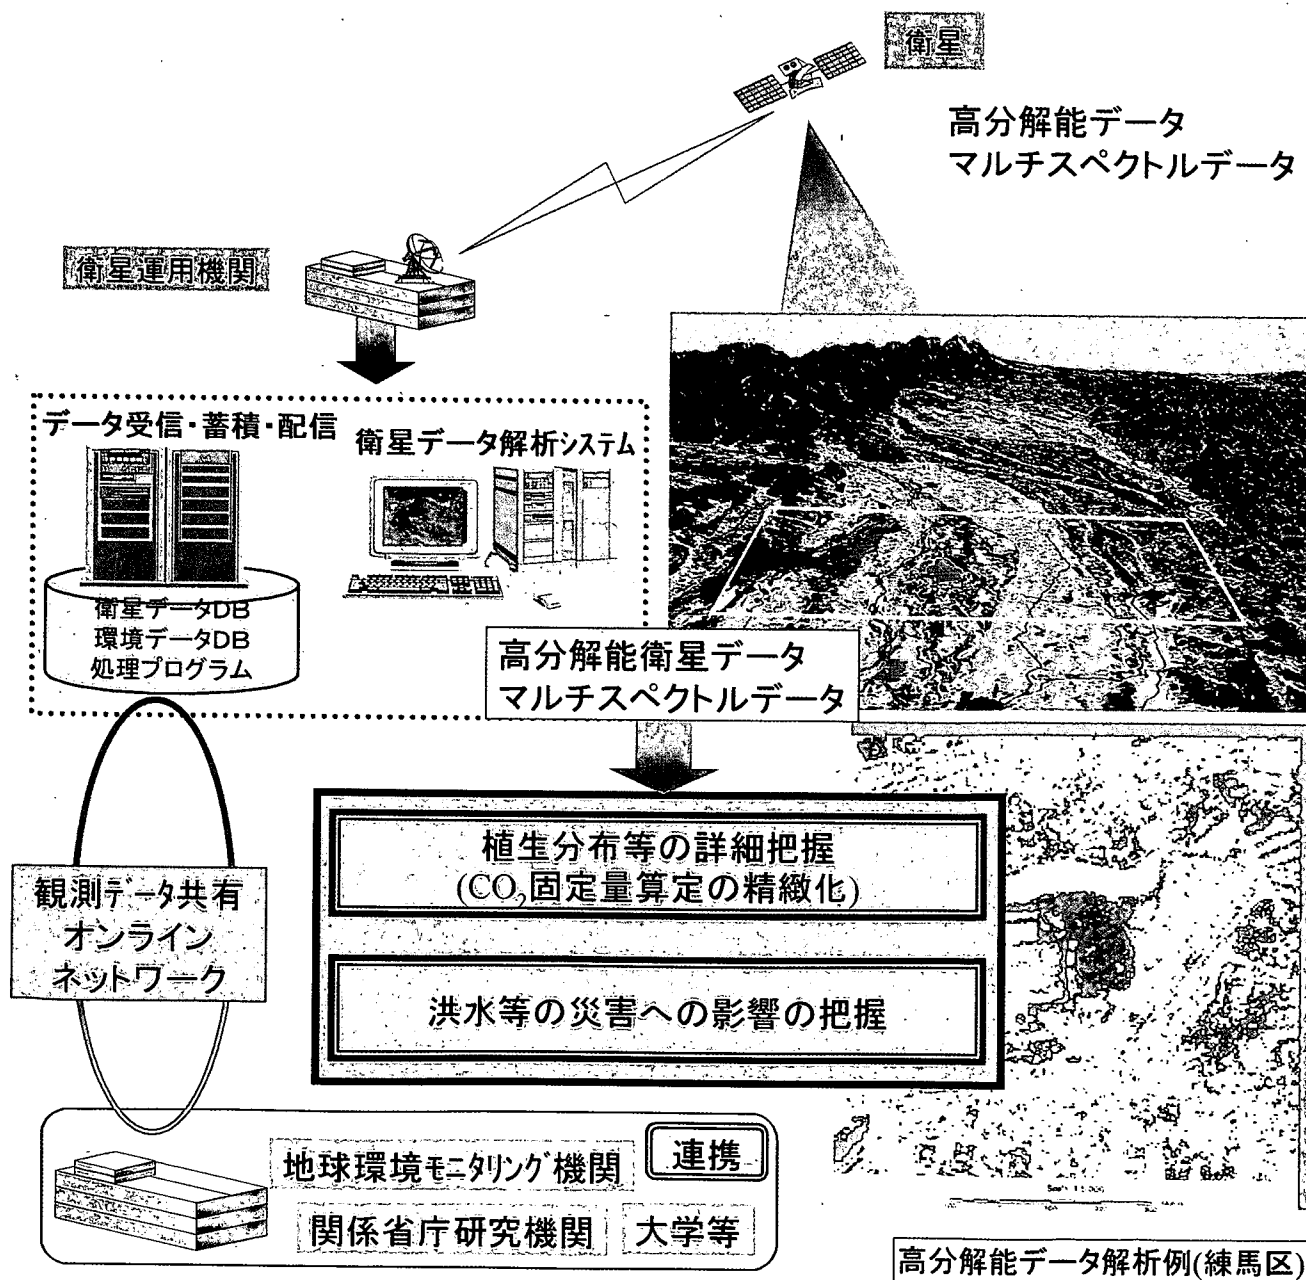 衛星
高分解能データ
マルチスペクトルデータ
衛星運用機関
データ受信・蓄積・配信
衛星データ解析システム
衛星データDB
環境データDB
処理プログラム
高分解能衛星データ
マルチスペクトルデータ
植生分布等の詳細把握
(CO₂固定量算定の精緻化)
観測データ共有
オンライン
ネットワーク
洪水等の災害への影響の把握
連携
地球環境モニタリング機関
関係省庁研究機関
大学等
高分解能データ解析例(練馬区)